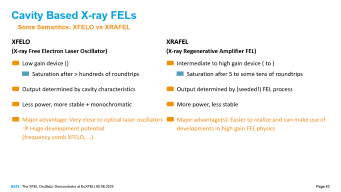 Cavity Based X-ray FELs
Some Semantics: XFELO vs XRAFEL
XFELO
(X-ray Free Electron Laser Oscillator)
Low gain device ()
Saturation after > hundreds of roundtrips
Output determined by cavity characteristics
Less power, more stable + monochromatic
Major advantage: Very close to optical laser oscillators
→ Huge development potential
(frequency comb XFELO, ...)
XRAFEL
(X-ray Regenerative Amplifier FEL)
Intermediate to high gain device ( to )
Saturation after 5 to some tens of roundtrips
Output determined by (seeded!) FEL process
More power, less stable
Major advantage(s): Easier to realize and can make use of
developments in high gain FEL physics
The XFEL Oscillator Demonstrator at EuXFEL|
Page